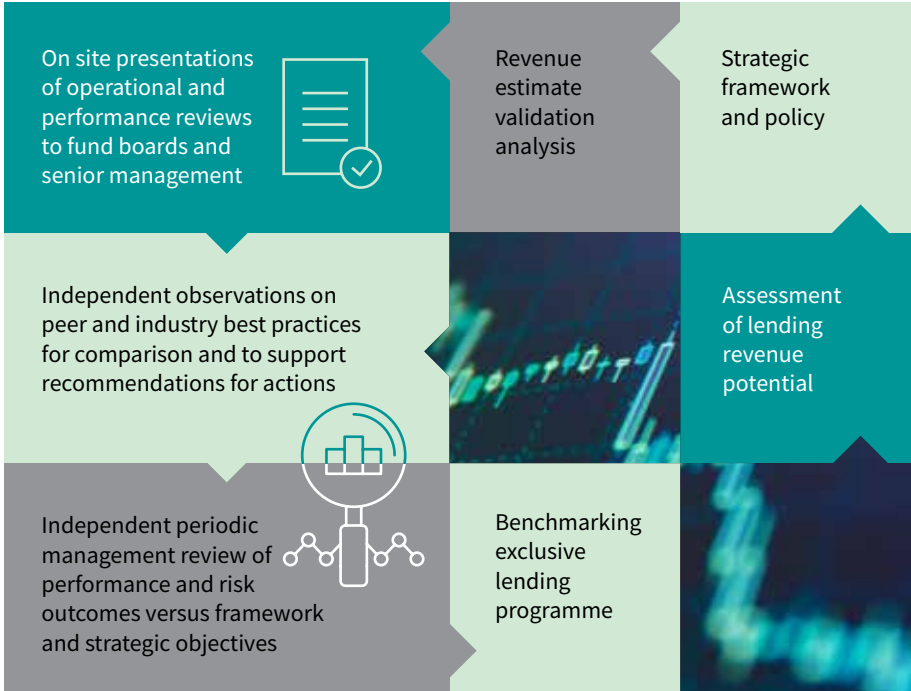 On site presentations
of operational and
performance reviews
to fund boards and
senior management
Revenue
estimate
validation
analysis
Strategic
framework
and policy
Independent observations on
peer and industry best practices
for comparison and to support
recommendations for actions
Assessment
of lending
revenue
potential
Independent periodic
management review of
performance and risk
outcomes versus framework
and strategic objectives
Benchmarking
exclusive
lending
programme